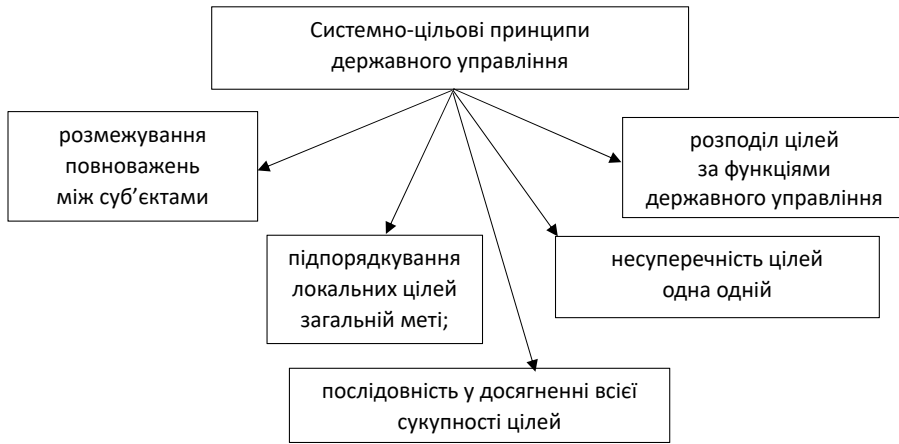 Системно-цільові принципи
державного управління
розмежування
повноважень
між суб’єктами
розподіл цілей
за функціями
державного управління
підпорядкування
локальних цілей
загальній меті;
несуперечність цілей
одна одній
послідовність у досягненні всієї
сукупності цілей